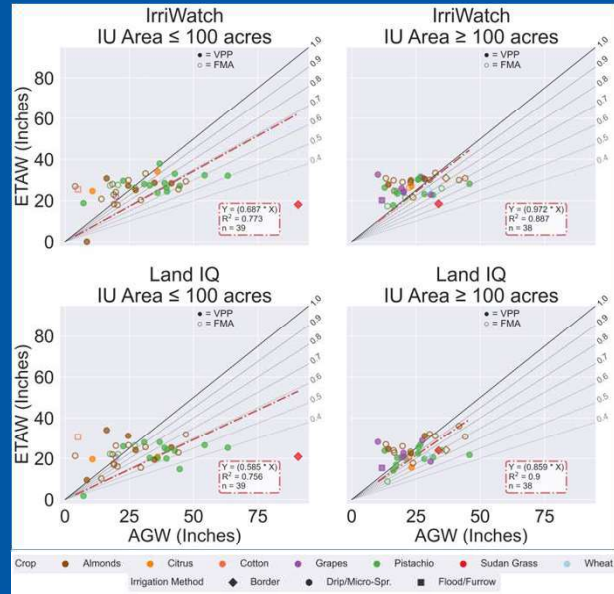 IrriWatch
IU Area ≤ 100 acres
IrriWatch
IU Area ≥ 100 acres
ETAW (Inches)
80
60
40
20
0
● = VPP
○ = FMA
1.0
0.9
0.8
0.7
0.6
0.5
0.4
Y = (0.687 * X)
R² = 0.773
n = 39
● = VPP
○ = FMA
1.0
0.9
0.8
0.7
0.6
0.5
0.4
Y = (0.972 * X)
R² = 0.887
n = 38
Land IQ
IU Area ≤ 100 acres
Land IQ
IU Area ≥ 100 acres
ETAW (Inches)
80
60
40
20
0
● = VPP
○ = FMA
1.0
0.9
0.8
0.7
0.6
0.5
0.4
Y = (0.585 * X)
R² = 0.756
n = 39
● = VPP
○ = FMA
1.0
0.9
0.8
0.7
0.6
0.5
0.4
Y = (0.859 * X)
R² = 0.9
n = 38
0 25 50 75
0 25 50 75
AGW (Inches)
AGW (Inches)
Crop Almonds Citrus Cotton Grapes Pistachio Sudan Grass Wheat
Irrigation Method Border Drip/Micro-Spr. Flood/Furrow